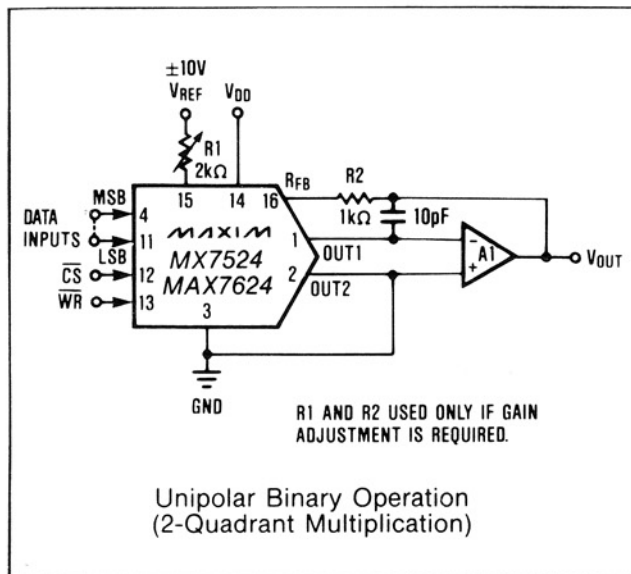 ±10V
VREF
VDD
R1
2kΩ
RFB
R2
1kΩ
10pF
MSB
DATA
INPUTS
LSB
CS
WR
4
11
12
13
15
14
16
1
2
3
MAXIM
MX7524
MAX7624
OUT1
OUT2
-
+
A1
VOUT
GND
R1 AND R2 USED ONLY IF GAIN
ADJUSTMENT IS REQUIRED.
Unipolar Binary Operation
(2-Quadrant Multiplication)